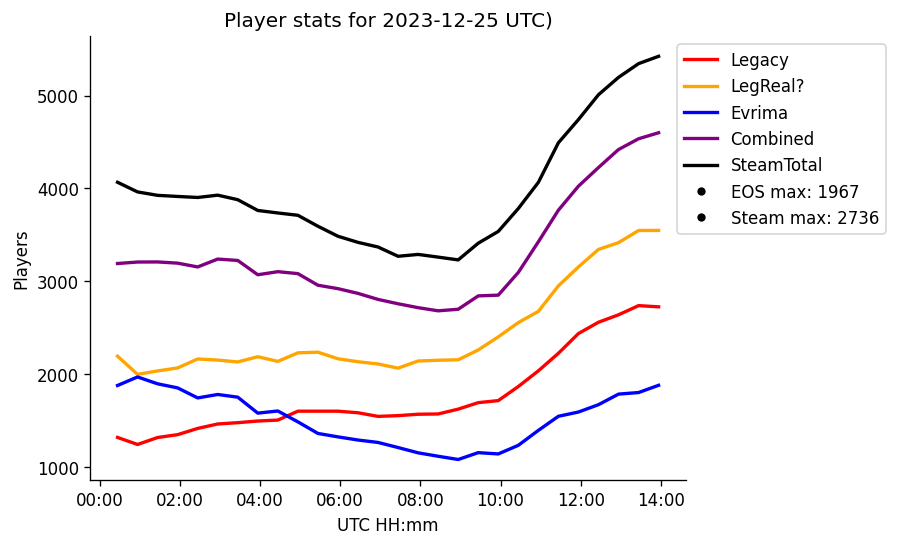 Player stats for 2023-12-25 UTC)
Players
5000
4000
3000
2000
1000
00:00 02:00 04:00 06:00 08:00 10:00 12:00 14:00
UTC HH:mm
Legacy
LegReal?
Evrima
Combined
SteamTotal
EOS max: 1967
Steam max: 2736